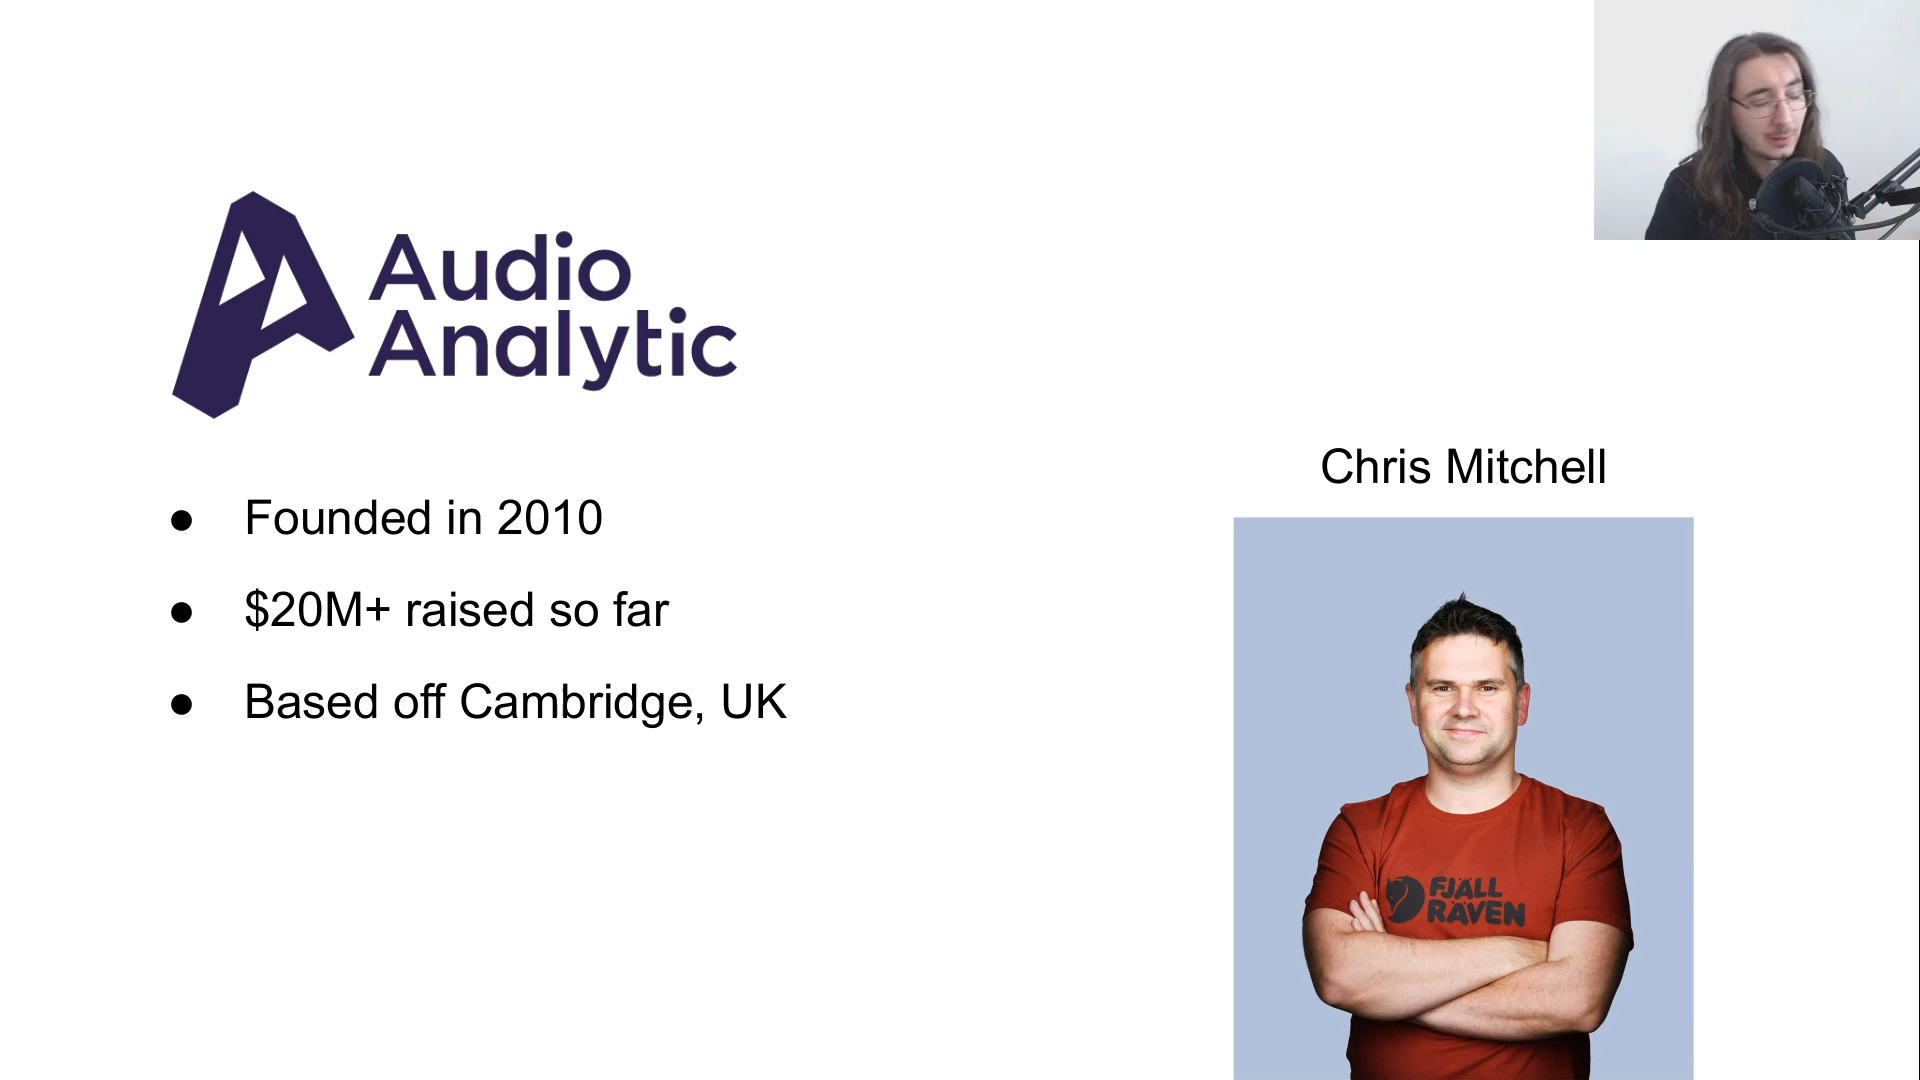 Audio
Analytic
Founded in 2010
$20M+ raised so far
Based off Cambridge, UK
Chris Mitchell
FJÄLL
RÄVEN